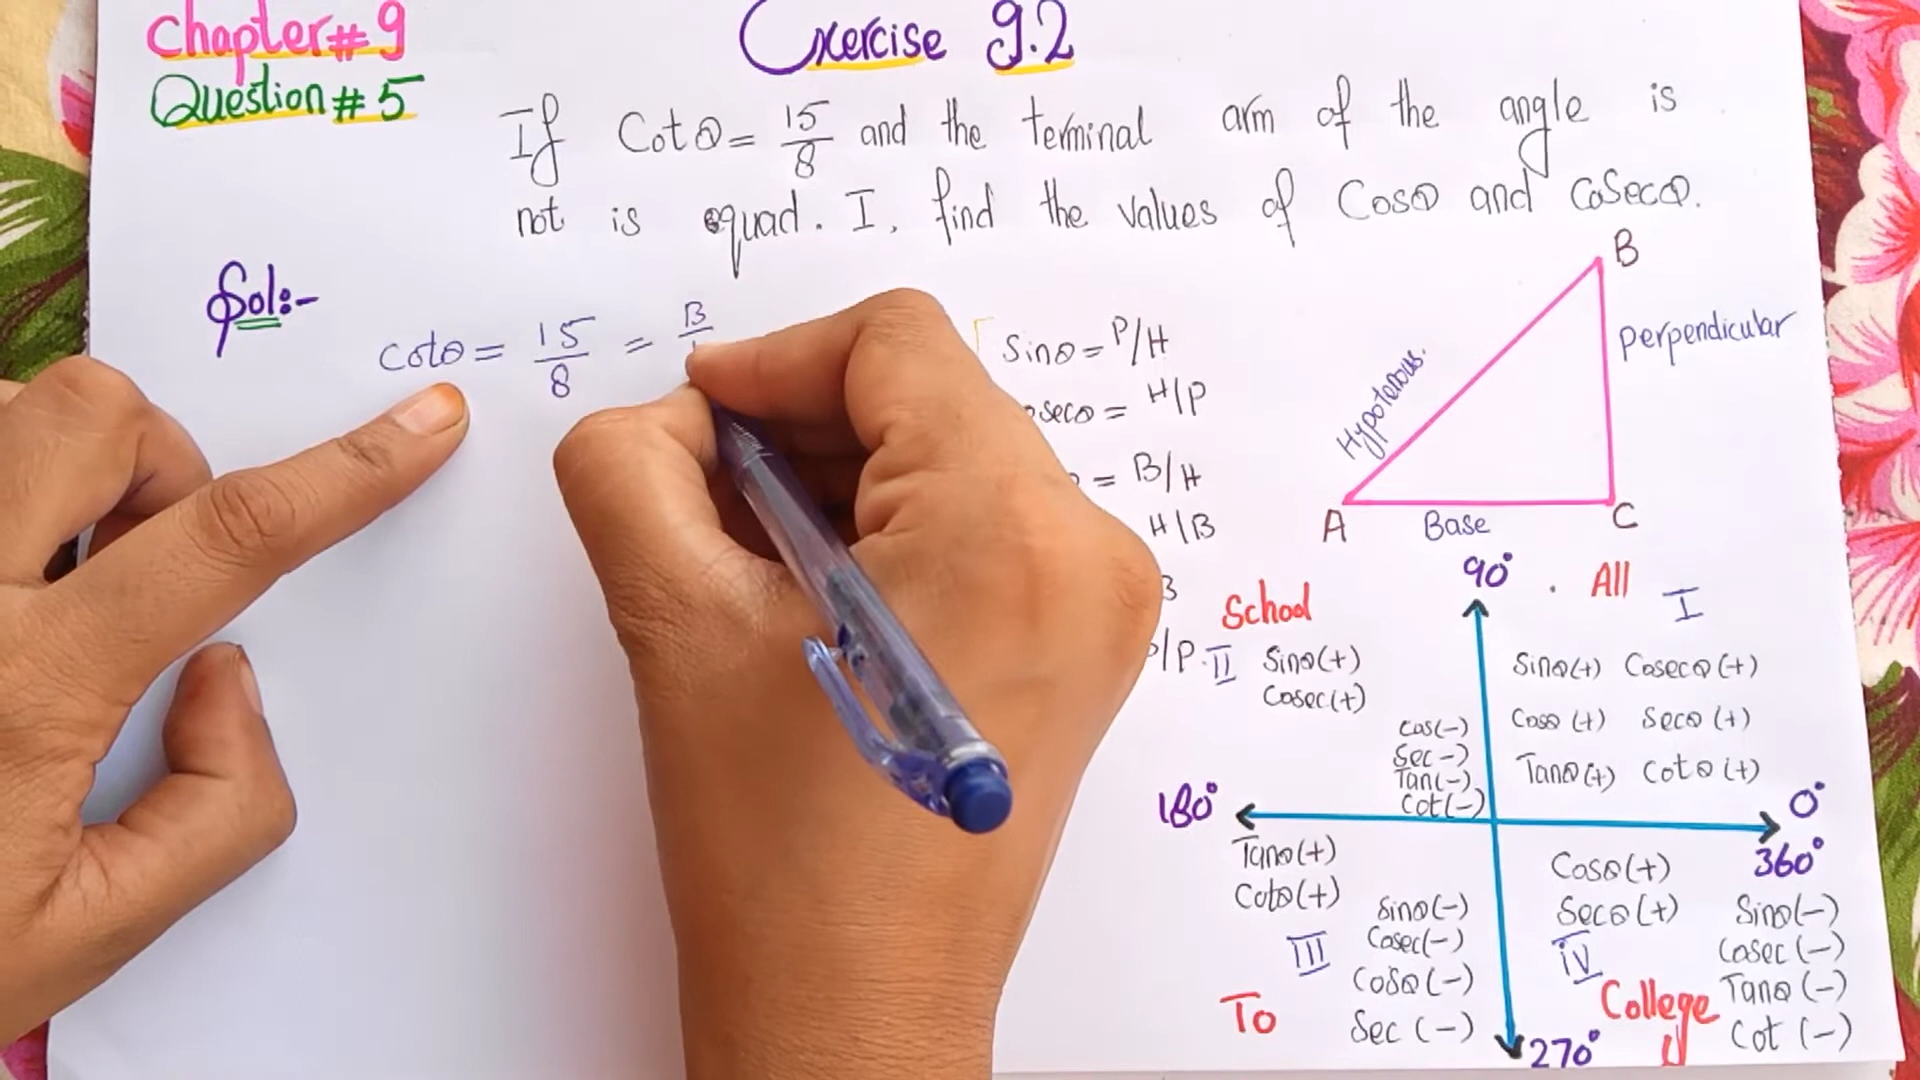 Chapter# 9
Exercise 9.2
Question # 5
If Cotθ = 15/8 and the terminal arm of the angle is
not is quad. I, find the values of Cosθ and Cosecθ.
Sol:-
cotθ = 15/8 = B/
Sinθ = P/H
osecθ = H/P
= B/H
H/B
B
/P
B
Perpendicular
Hypotenous.
A
Base
C
90°
All
I
School
II
Sinθ(+)
Cosec(+)
Cos(-)
Sec(-)
Tan(-)
Cot(-)
Sinθ(+) Cosecθ(+)
Cosθ (+) Secθ (+)
Tanθ(+) Cotθ(+)
180°
0°
360°
Tanθ(+)
Cotθ(+)
III
Sinθ(-)
Cosec(-)
Cosθ(-)
Sec (-)
To
Cosθ(+)
Secθ(+)
iv
College
Sinθ(-)
Cosec(-)
Tanθ (-)
Cot (-)
270°